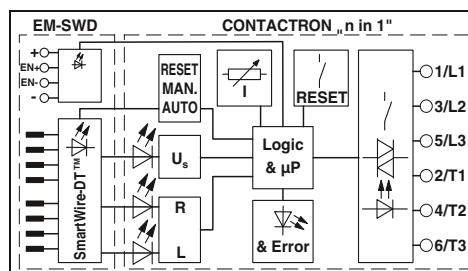 EM-SWD
CONTACTRON „n in 1"
+
EN+
EN-
-
RESET
MAN.
AUTO
I
RESET
1/L1
3/L2
5/L3
2/T1
4/T2
6/T3
SmartWire-DT™
Us
R
L
Logic
& µP
& Error